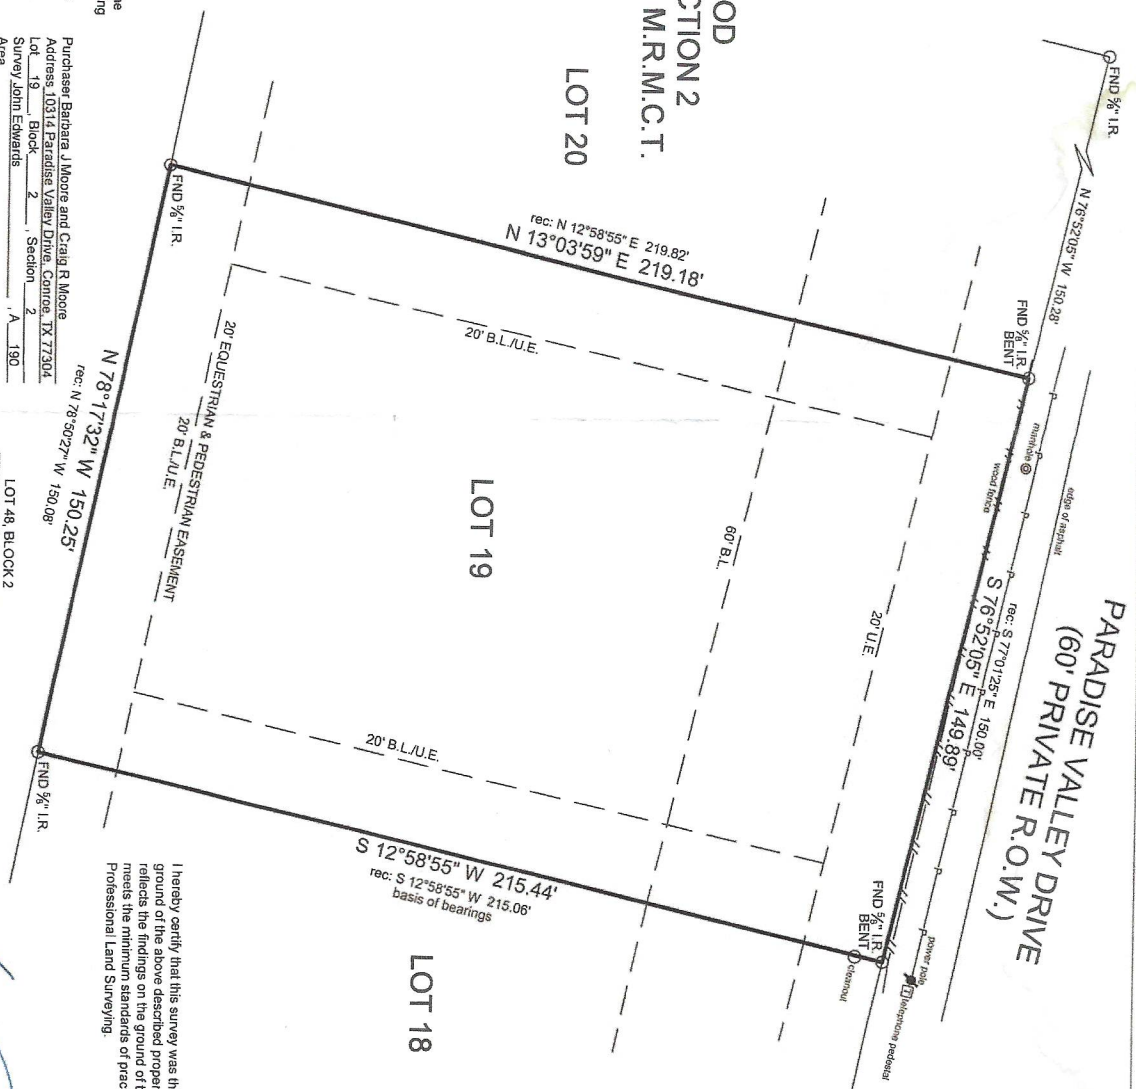 PARADISE VALLEY DRIVE
(60' PRIVATE R.O.W.)
FND ⅝" I.R.
N 76°52'05" W 150.28'
edge of asphalt
FND ⅝" I.R.
BENT
manhole
wood fence
rec: S 77°01'25" E 150.00'
S 76°52'05" E 149.89'
P
P
P
P
P
P
P
P
P
power pole
T telephone pedestal
FND ⅝" I.R.
BENT
cleanout
OD
CTION 2
M.R.M.C.T.
LOT 20
rec: N 12°58'55" E 219.82'
N 13°03'59" E 219.18'
20' U.E.
60' B.L.
20' B.L./U.E.
LOT 19
20' B.L./U.E.
S 12°58'55" W 215.44'
rec: S 12°58'55" W 215.06'
basis of bearings
LOT 18
FND ⅝" I.R.
20' EQUESTRIAN & PEDESTRIAN EASEMENT
20' B.L./U.E.
N 78°17'32" W 150.25'
rec: N 78°50'27" W 150.08'
FND ⅝" I.R.
LOT 48, BLOCK 2
Purchaser Barbara J Moore and Craig R Moore
Address 10314 Paradise Valley Drive, Conroe, TX 77304
Lot 19, Block 2, Section 2
Survey John Edwards, A 190
Area
I hereby certify that this survey was th
ground of the above described proper
reflects the findings on the ground of t
meets the minimum standards of prac
Professional Land Surveying.